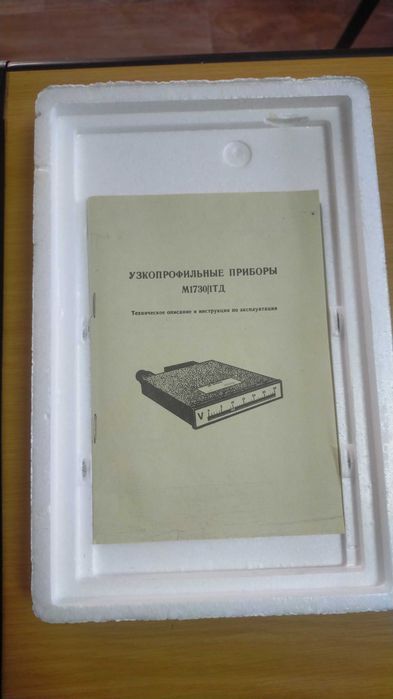 УЗКОПРОФИЛЬНЫЕ ПРИБОРЫ
М1730|1ТД
Техническое описание и инструкция по эксплуатации
V